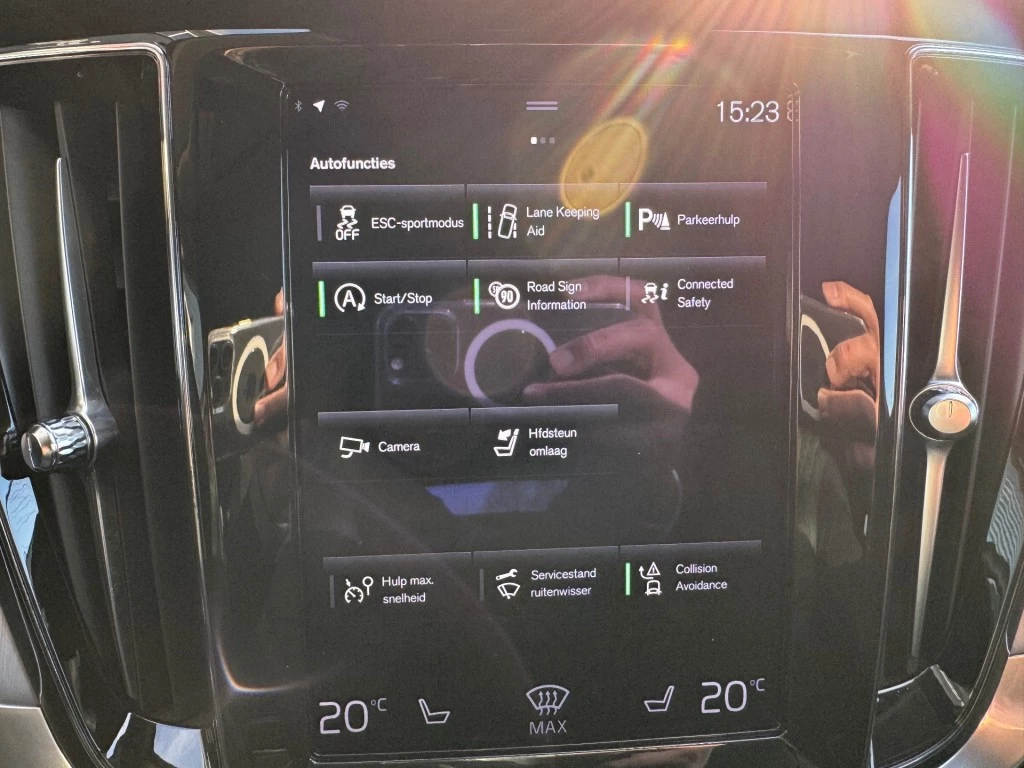 15:23
Autofuncties
OFF
ESC-sportmodus
Lane Keeping
Aid
P
Parkeerhulp
A
Start/Stop
90
Road Sign
Information
i
Connected
Safety
Camera
Hfdsteun
omlaag
Hulp max.
snelheid
Servicestand
ruitenwisser
Collision
Avoidance
20°C
MAX
20°C